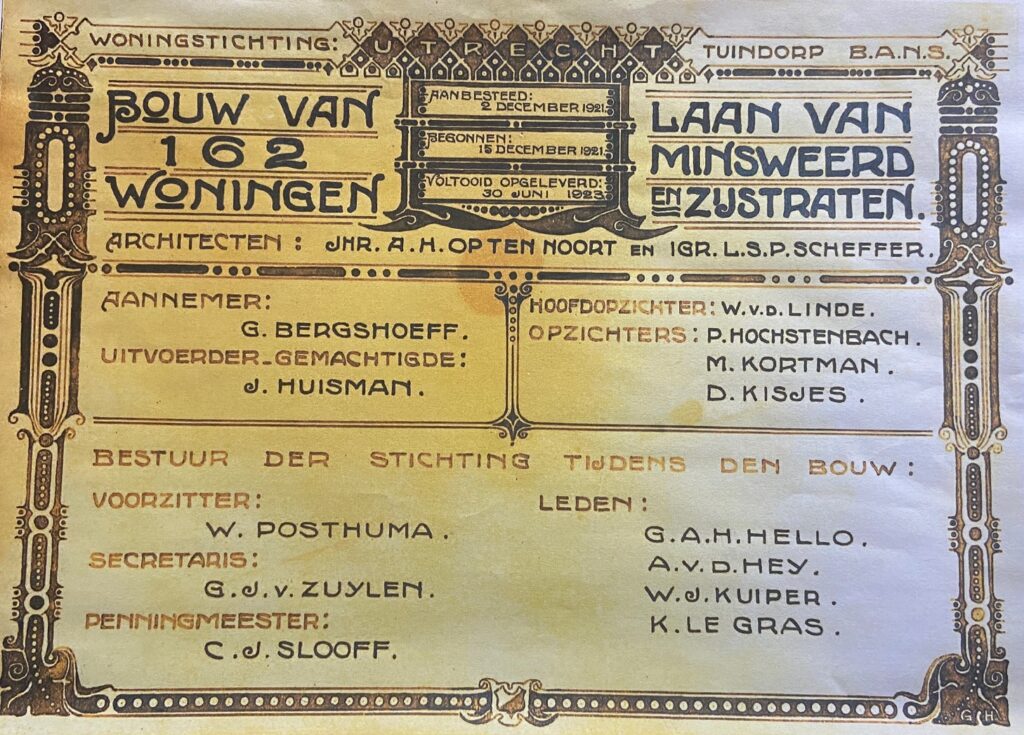 WONINGSTICHTING: UTRECHT TUINDORP B.A.N.S.
BOUW VAN
162
WONINGEN
AANBESTEED:
2 DECEMBER 1921.
BEGONNEN:
15 DECEMBER 1921.
VOLTOOID OPGELEVERD:
30 JUNI 1923.
LAAN VAN
MINSWEERD
EN ZIJSTRATEN.
ARCHITECTEN: JHR. A.H. OP TEN NOORT EN IGR. L.S.P. SCHEFFER.
AANNEMER:
G. BERGSHOEFF.
UITVOERDER-GEMACHTIGDE:
J. HUISMAN.
HOOFDOPZICHTER: W.v.D. LINDE.
OPZICHTERS: P. HOCHSTENBACH.
M. KORTMAN.
D. KISJES.
BESTUUR DER STICHTING TIJDENS DEN BOUW:
VOORZITTER:
W. POSTHUMA.
SECRETARIS:
G.J.v. ZUYLEN.
PENNINGMEESTER:
C.J. SLOOFF.
LEDEN:
G.A.H. HELLO.
A.v.D. HEY.
W.J. KUIPER.
K. LE GRAS.
G H